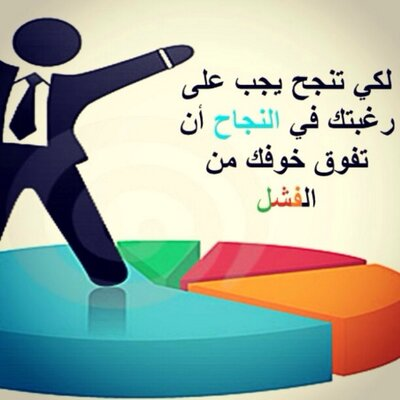 لكي تنجح يجب على
رغبتك في النجاح أن
تفوق خوفك من
الفشل